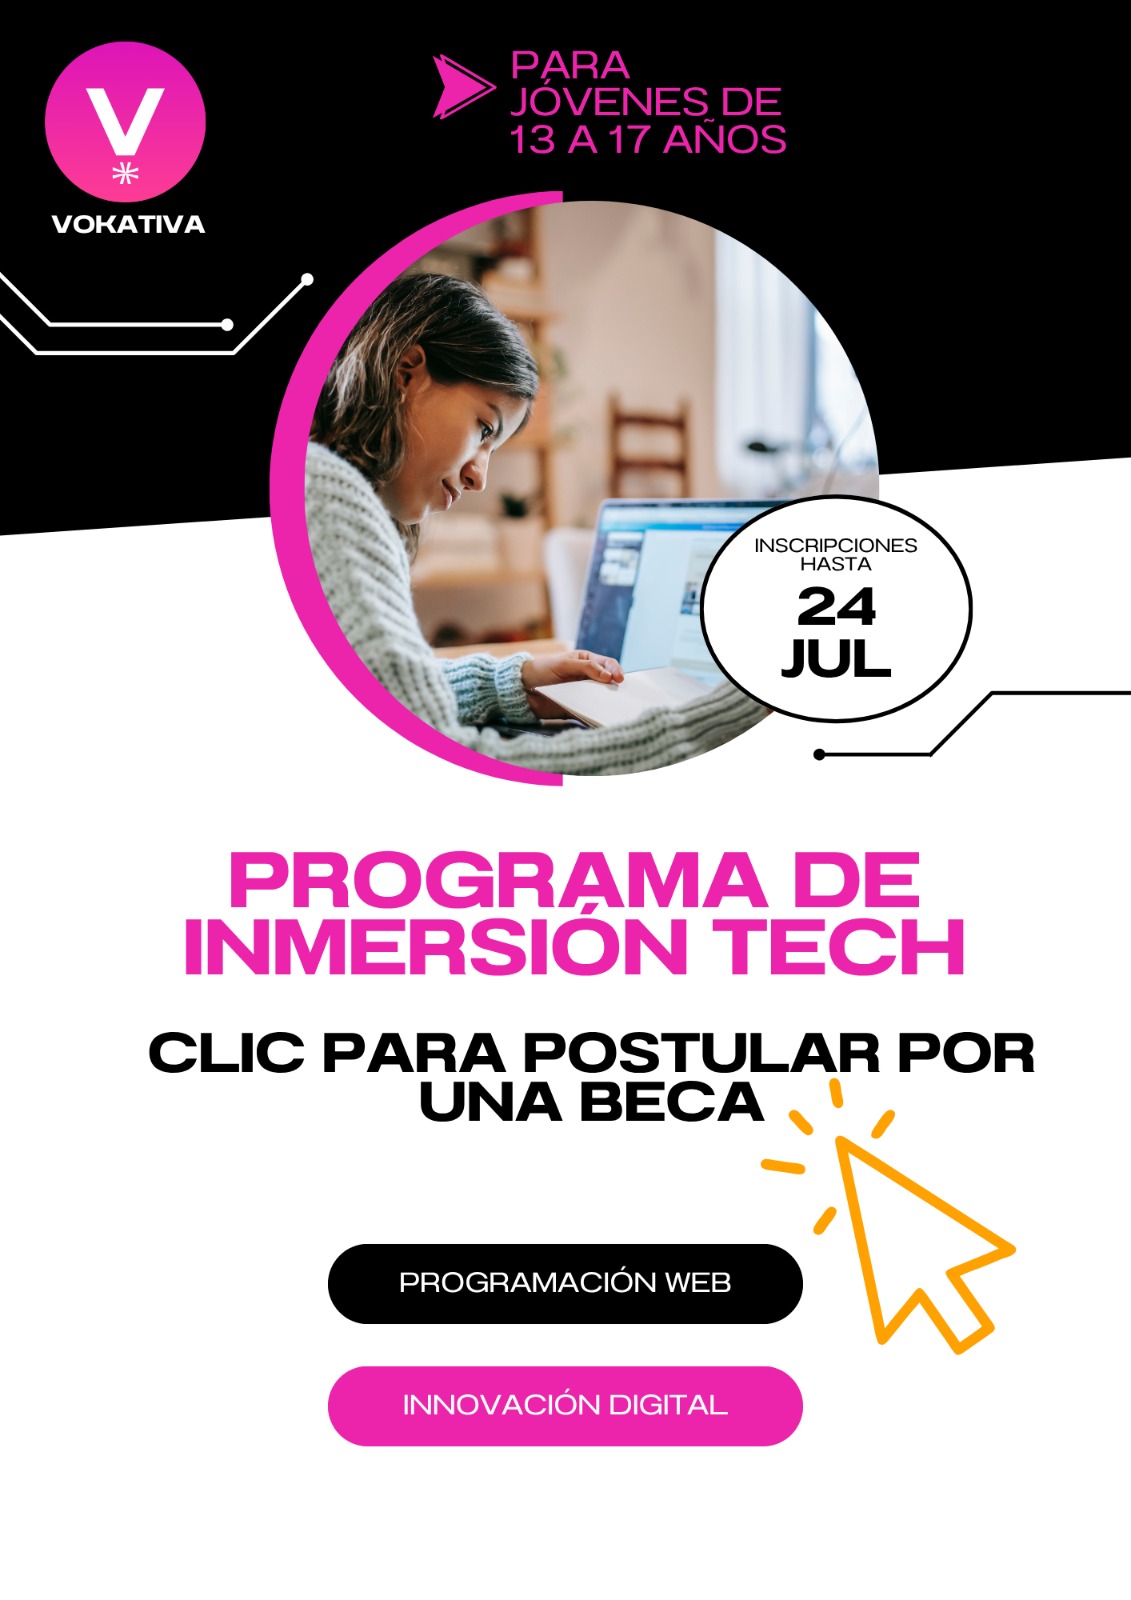 V
VOKATIVA
PARA
JÓVENES DE
13 A 17 AÑOS
INSCRIPCIONES
HASTA
24
JUL
PROGRAMA DE
INMERSIÓN TECH
CLIC PARA POSTULAR POR
UNA BECA
PROGRAMACIÓN WEB
INNOVACIÓN DIGITAL